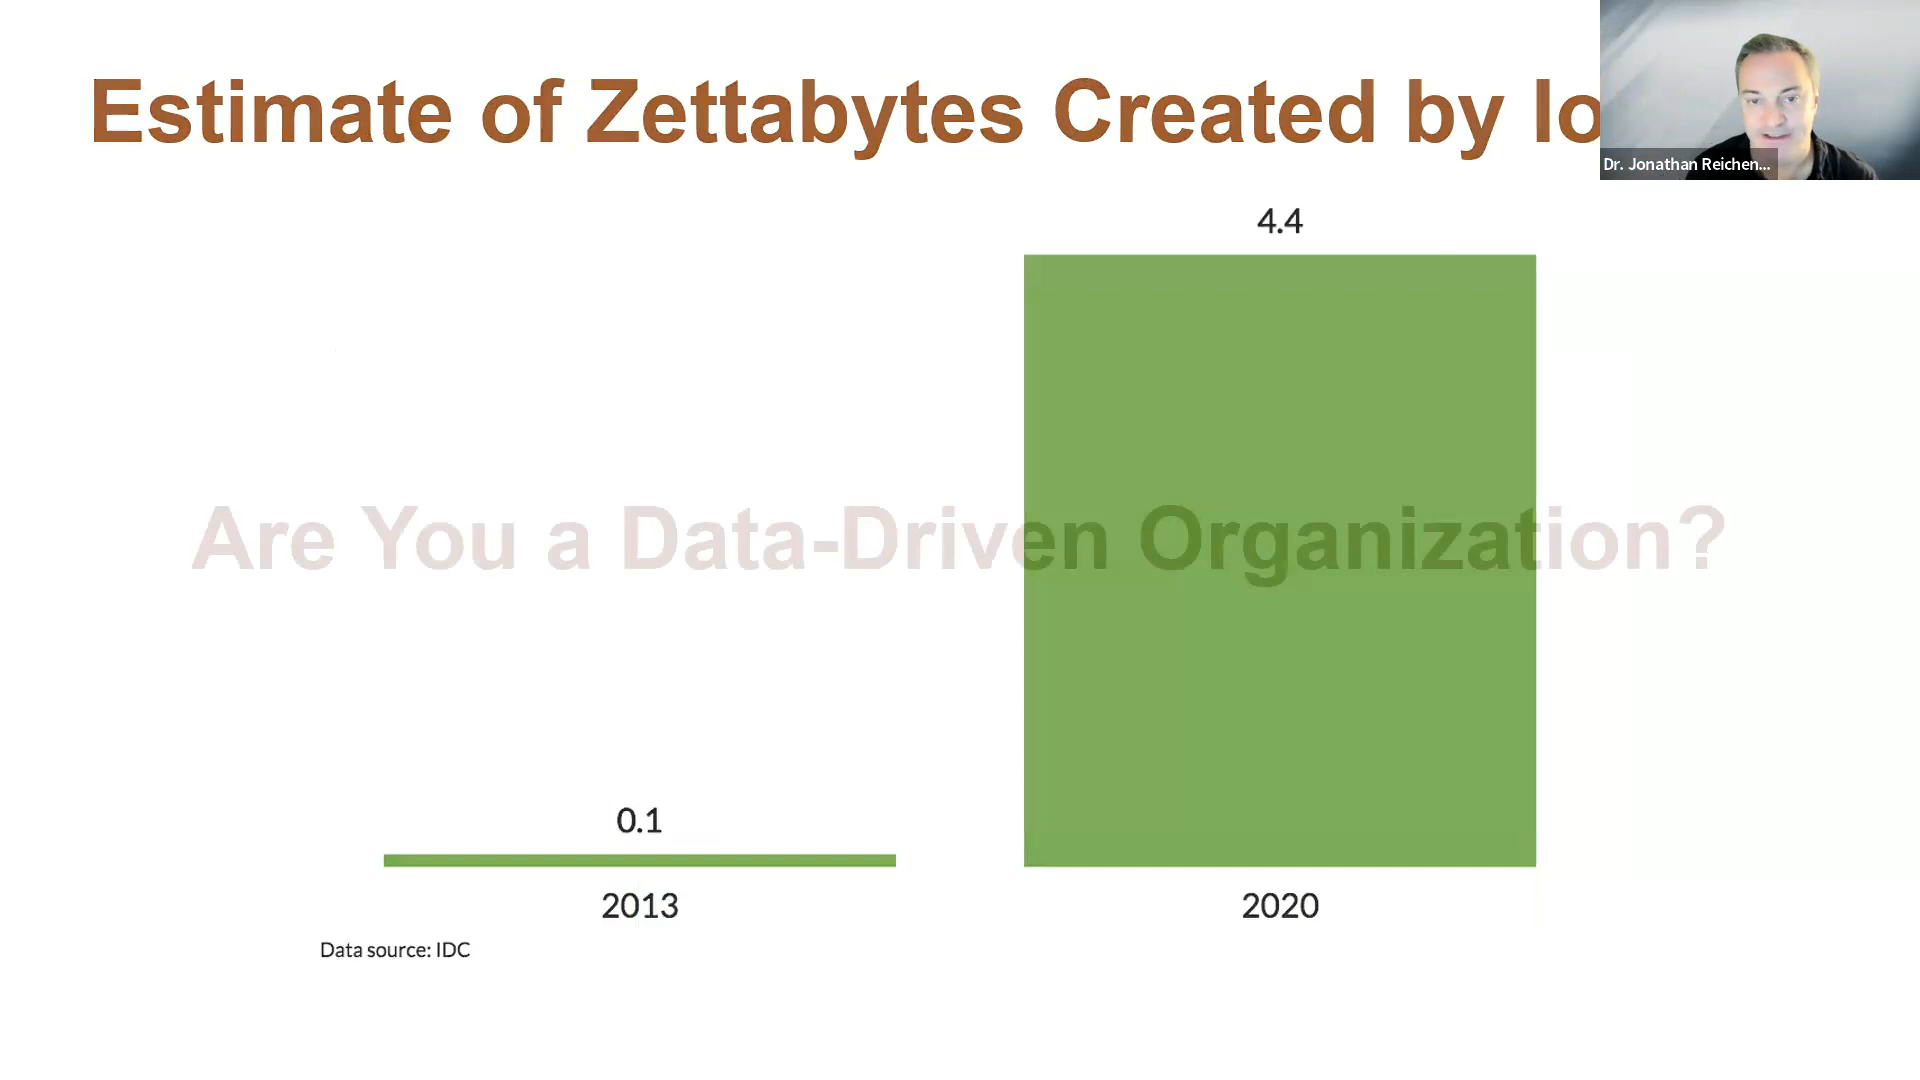 Estimate of Zettabytes Created by Io
Dr. Jonathan Reichen...
4.4
Are You a Data-Driven Organization?
0.1
2013 2020
Data source: IDC